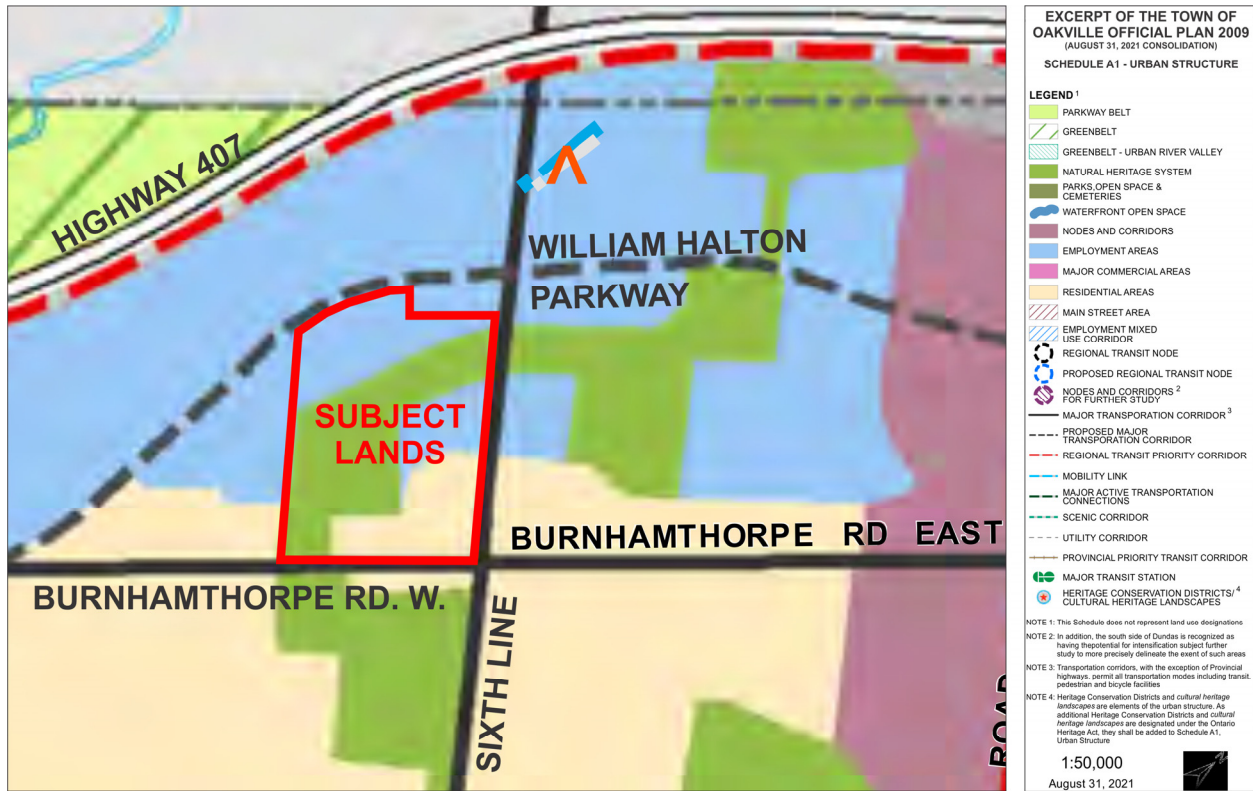 HIGHWAY 407
WILLIAM HALTON
PARKWAY
SUBJECT
LANDS
BURNHAMTHORPE RD EAST
BURNHAMTHORPE RD. W.
SIXTH LINE
ROAD
EXCERPT OF THE TOWN OF
OAKVILLE OFFICIAL PLAN 2009
(AUGUST 31, 2021 CONSOLIDATION)
SCHEDULE A1 - URBAN STRUCTURE
LEGEND 1
PARKWAY BELT
GREENBELT
GREENBELT - URBAN RIVER VALLEY
NATURAL HERITAGE SYSTEM
PARKS,OPEN SPACE &
CEMETERIES
WATERFRONT OPEN SPACE
NODES AND CORRIDORS
EMPLOYMENT AREAS
MAJOR COMMERCIAL AREAS
RESIDENTIAL AREAS
MAIN STREET AREA
EMPLOYMENT MIXED
USE CORRIDOR
REGIONAL TRANSIT NODE
PROPOSED REGIONAL TRANSIT NODE
NODES AND CORRIDORS 2
FOR FURTHER STUDY
MAJOR TRANSPORATION CORRIDOR 3
PROPOSED MAJOR
TRANSPORATION CORRIDOR
REGIONAL TRANSIT PRIORITY CORRIDOR
MOBILITY LINK
MAJOR ACTIVE TRANSPORTATION
CONNECTIONS
SCENIC CORRIDOR
UTILITY CORRIDOR
PROVINCIAL PRIORITY TRANSIT CORRIDOR
MAJOR TRANSIT STATION
HERITAGE CONSERVATION DISTRICTS/ 4
CULTURAL HERITAGE LANDSCAPES
NOTE 1: This Schedule does not represent land use designations
NOTE 2: In addition, the south side of Dundas is recognized as
having thepotential for intensification subject further
study to more precisely delineate the exent of such areas
NOTE 3: Transportation corridors, with the exception of Provincial
highways. permit all transportation modes including transit.
pedestrian and bicycle facilities
NOTE 4: Heritage Conservation Districts and cultural heritage
landscapes are elements of the urban structure. As
additional Heritage Conservation Districts and cultural
heritage landscapes are designated under the Ontario
Heritage Act, they shall be added to Schedule A1,
Urban Structure
1:50,000
August 31, 2021